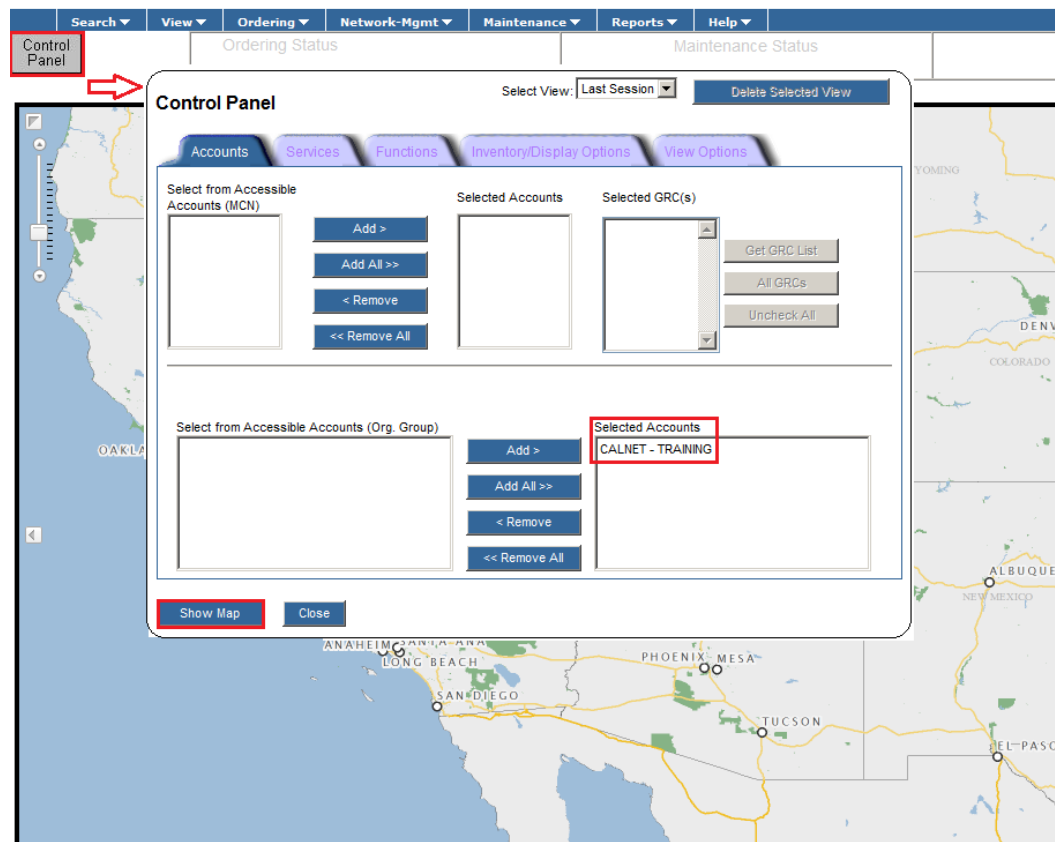 Search View Ordering Network-Mgmt Maintenance Reports Help
Control
Panel
Ordering Status
Maintenance Status
Control Panel
Select View: Last Session
Delete Selected View
Accounts Services Functions Inventory/Display Options View Options
Select from Accessible
Accounts (MCN)
Selected Accounts
Selected GRC(s)
Add >
Add All >>
< Remove
<< Remove All
Get GRC List
All GRCs
Uncheck All
Select from Accessible Accounts (Org. Group)
Selected Accounts
CALNET - TRAINING
Add >
Add All >>
< Remove
<< Remove All
Show Map
Close
YOMING
DENV
COLORADO
OAKLA
ALBUQUE
NEW MEXICO
ANAHEIM SANTA ANA
LONG BEACH
SAN DIEGO
PHOENIX MESA
TUCSON
EL PASO